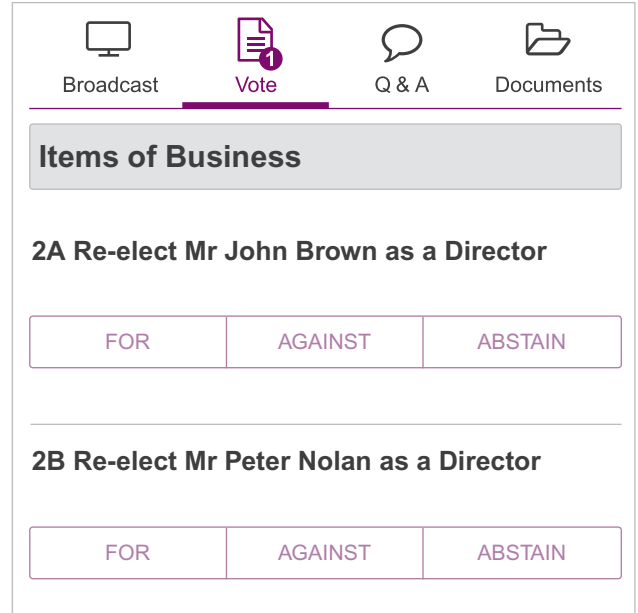 1
Broadcast Vote Q & A Documents
Items of Business
2A Re-elect Mr John Brown as a Director
FOR AGAINST ABSTAIN
2B Re-elect Mr Peter Nolan as a Director
FOR AGAINST ABSTAIN